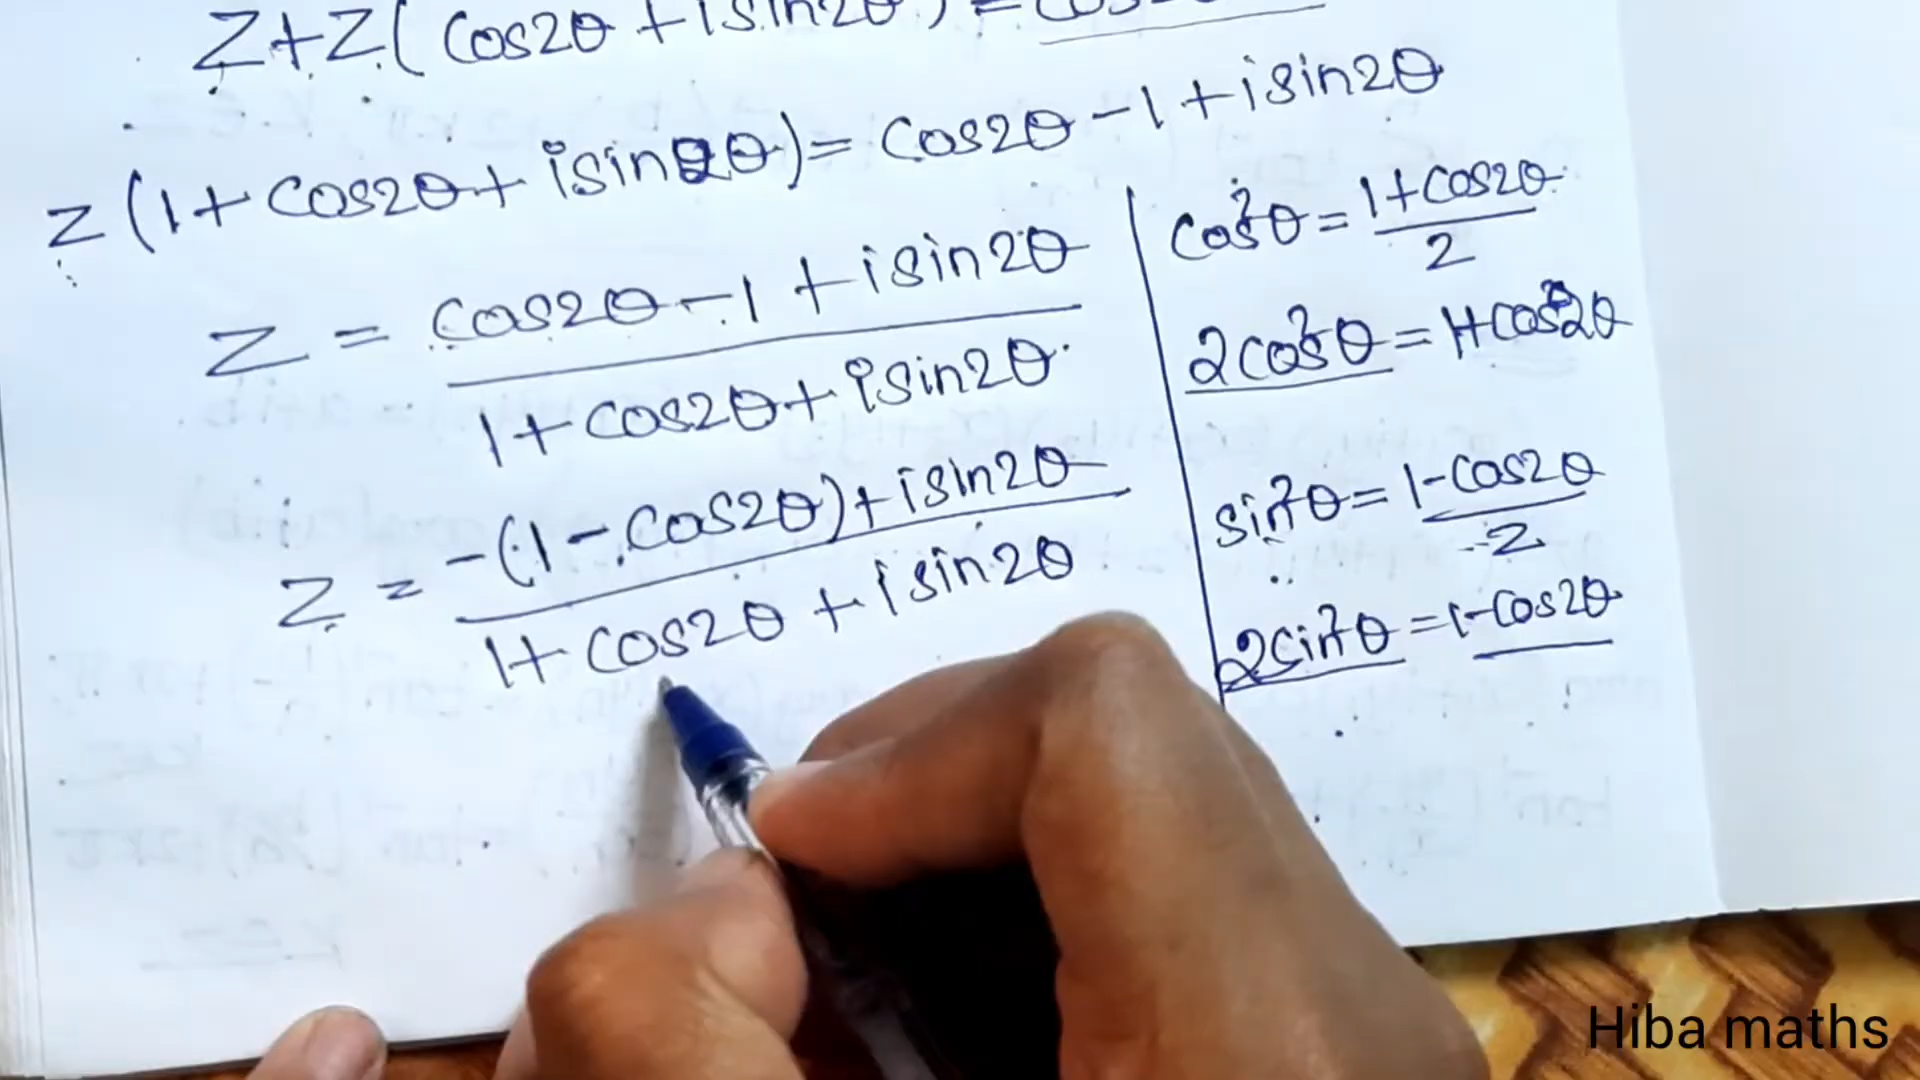 Z+Z(cos2θ+isin2θ)=
Z(1+cos2θ+isin2θ)=cos2θ-1+isin2θ
Z = cos2θ-1+isin2θ
1+cos2θ+isin2θ
Z = -(1-cos2θ)+isin2θ
1+cos2θ+isin2θ
cos²θ=1+cos2θ
2
2cos²θ=1+cos2θ
sin²θ=1-cos2θ
2
2sin²θ=1-cos2θ
Hiba maths